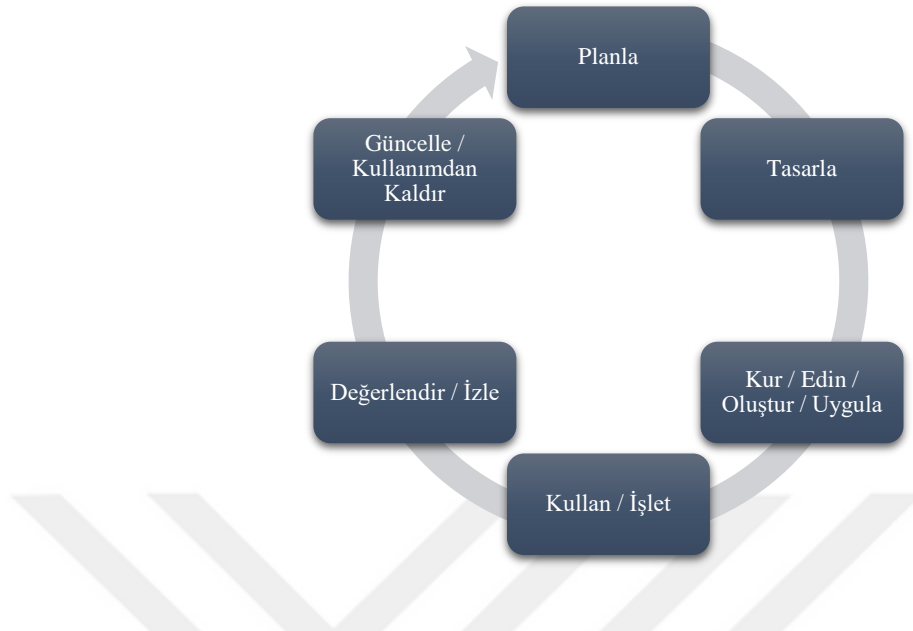 Planla
Tasarla
Kur / Edin /
Oluştur / Uygula
Kullan / İşlet
Değerlendir / İzle
Güncelle /
Kullanımdan
Kaldır